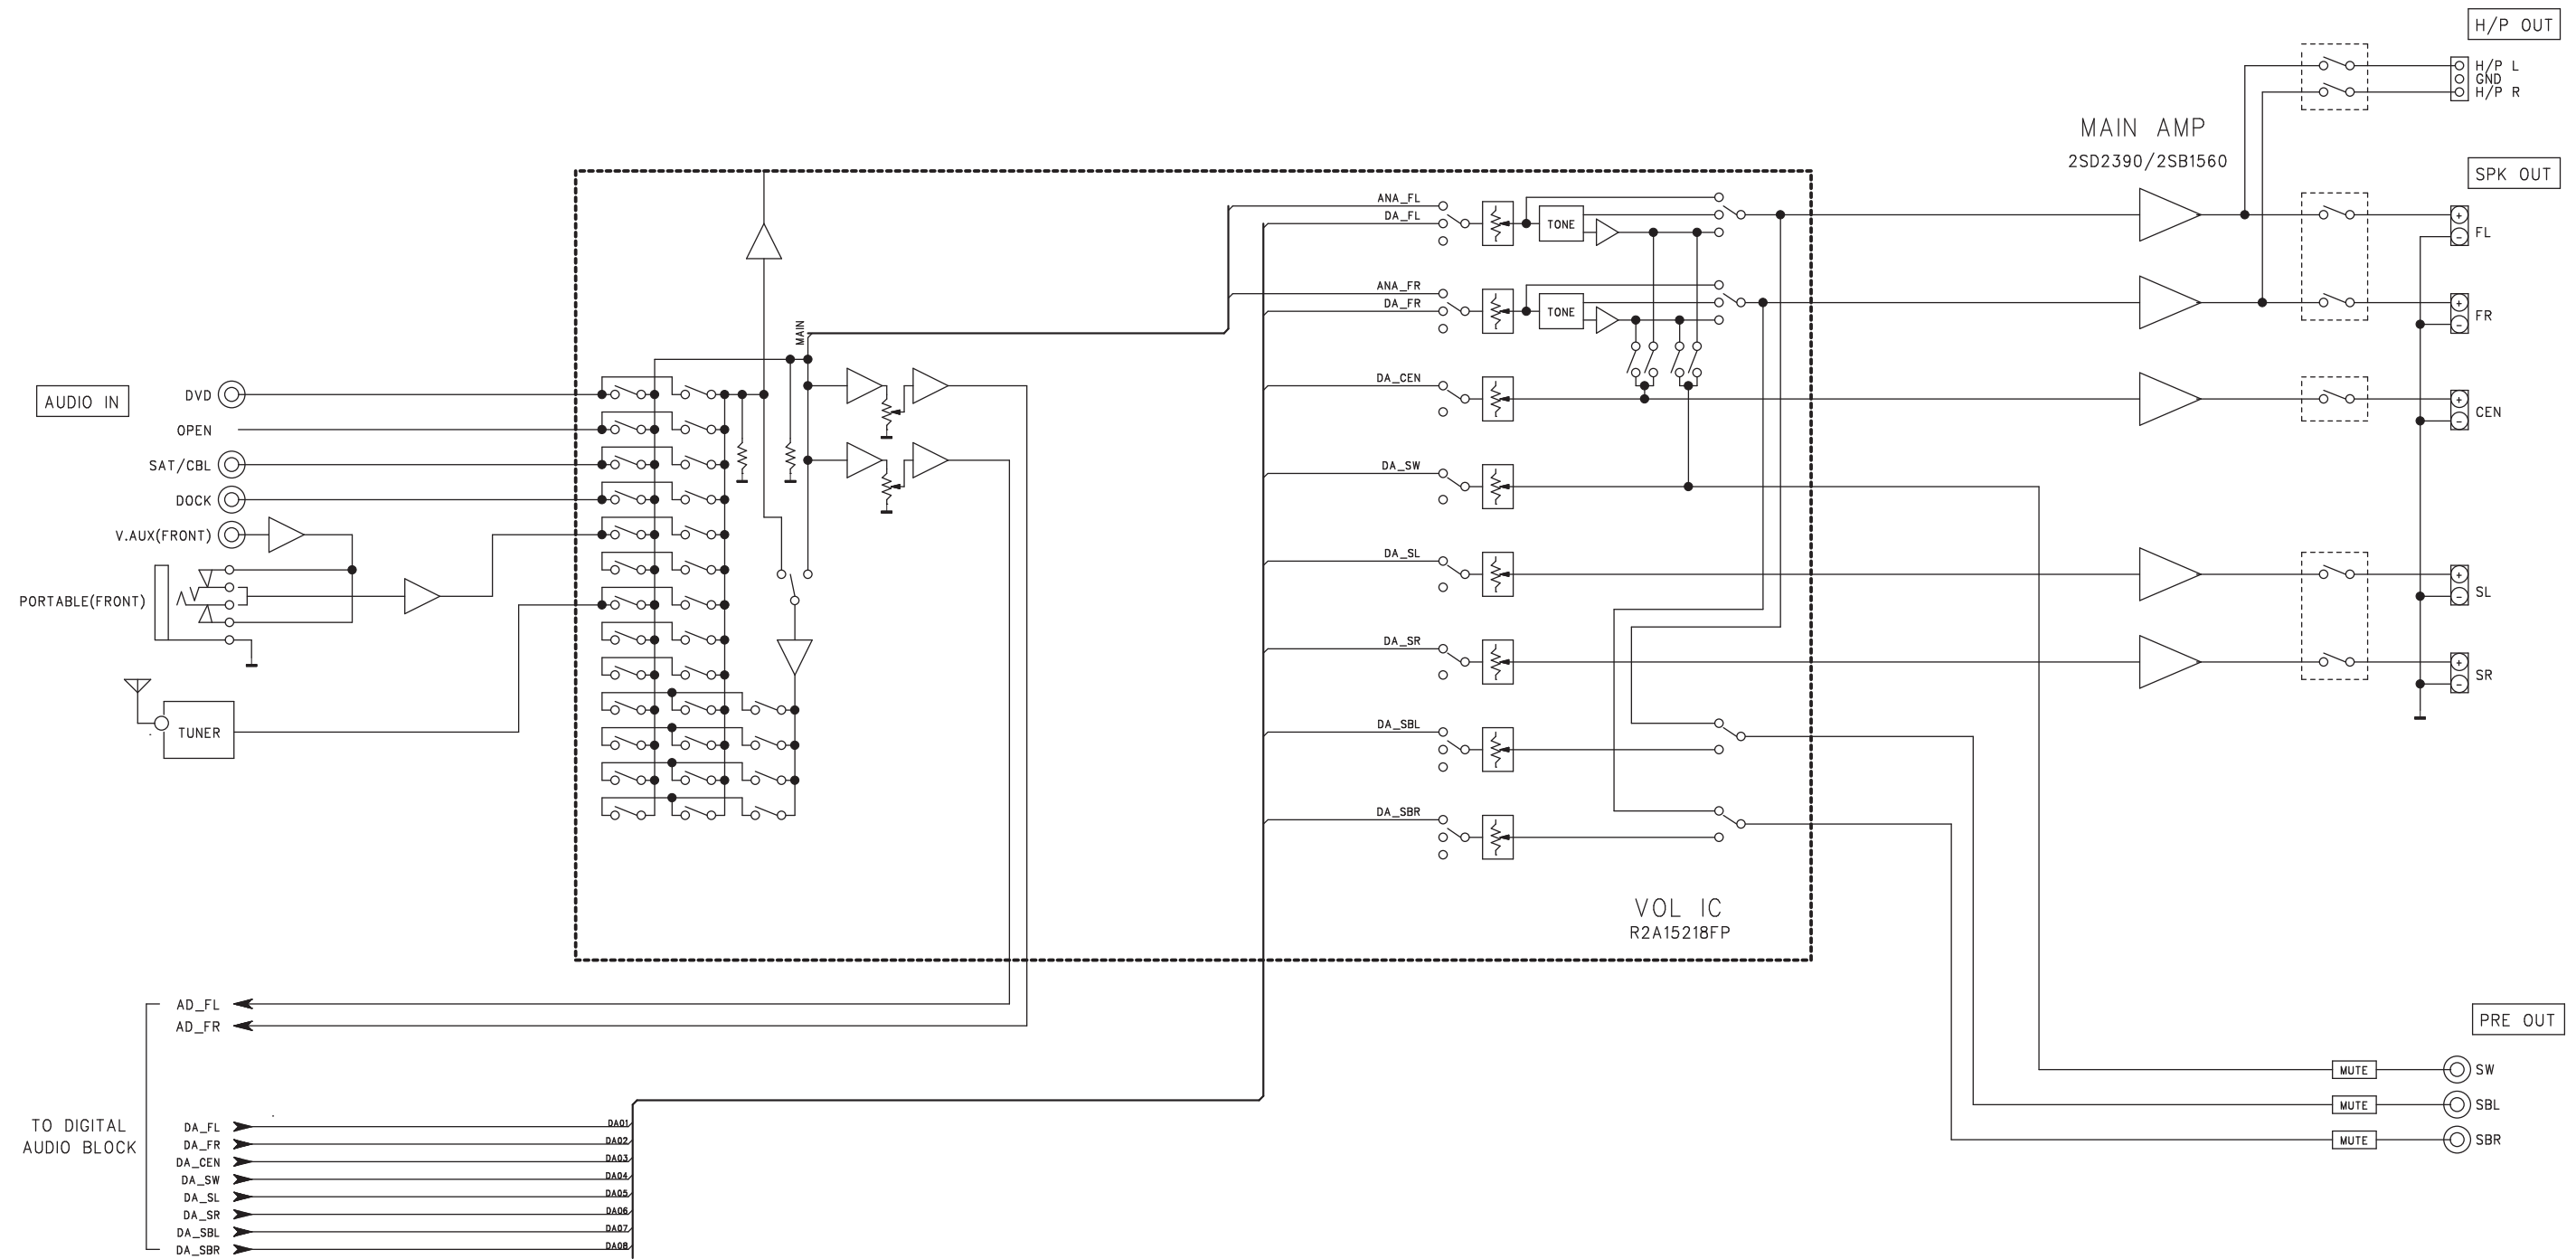 H/P OUT
H/P L
GND
H/P R
MAIN AMP
2SD2390/2SB1560
SPK OUT
ANA_FL
DA_FL
TONE
FL
ANA_FR
DA_FR
TONE
FR
MAIN
AUDIO IN
DVD
OPEN
SAT/CBL
DOCK
V.AUX(FRONT)
PORTABLE(FRONT)
TUNER
DA_CEN
CEN
DA_SW
DA_SL
SL
DA_SR
SR
DA_SBL
DA_SBR
VOL IC
R2A15218FP
AD_FL
AD_FR
TO DIGITAL
AUDIO BLOCK
DA_FL
DA_FR
DA_CEN
DA_SW
DA_SL
DA_SR
DA_SBL
DA_SBR
DA01
DA02
DA03
DA04
DA05
DA06
DA07
DA08
PRE OUT
MUTE
SW
MUTE
SBL
MUTE
SBR